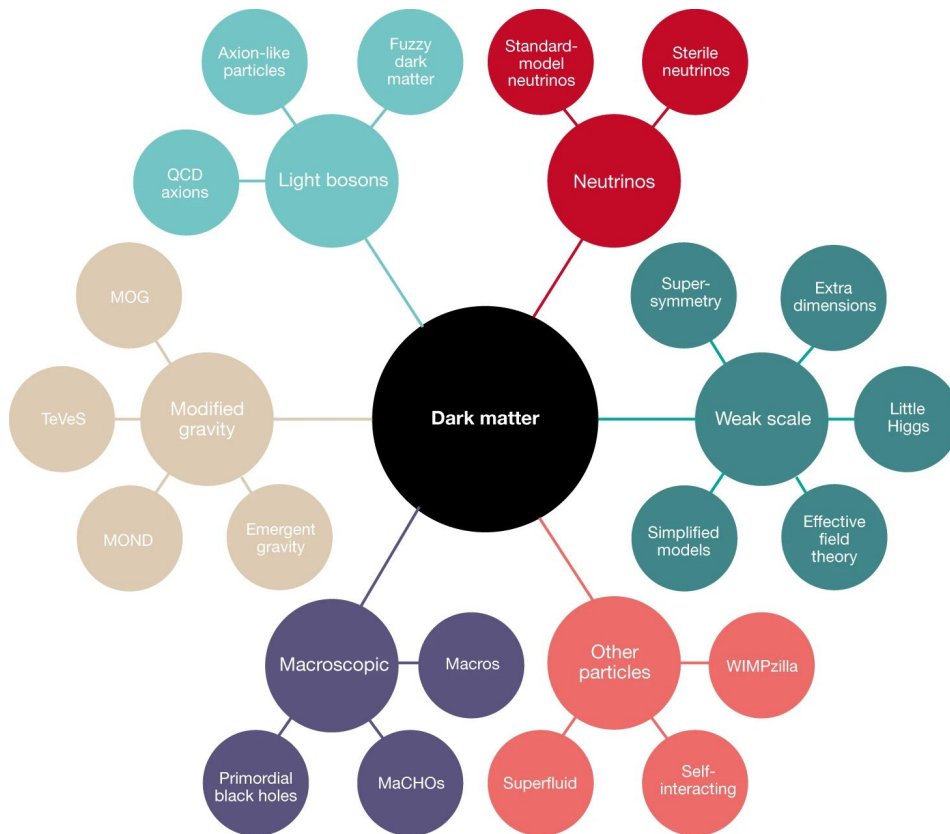 Axion-like
particles
Fuzzy
dark
matter
QCD
axions
Light bosons
Standard-
model
neutrinos
Sterile
neutrinos
Neutrinos
MOG
TeVeS
Modified
gravity
MOND
Emergent
gravity
Dark matter
Super-
symmetry
Extra
dimensions
Weak scale
Little
Higgs
Simplified
models
Effective
field
theory
Macroscopic
Macros
Primordial
black holes
MaCHOs
Other
particles
WIMPzilla
Superfluid
Self-
interacting